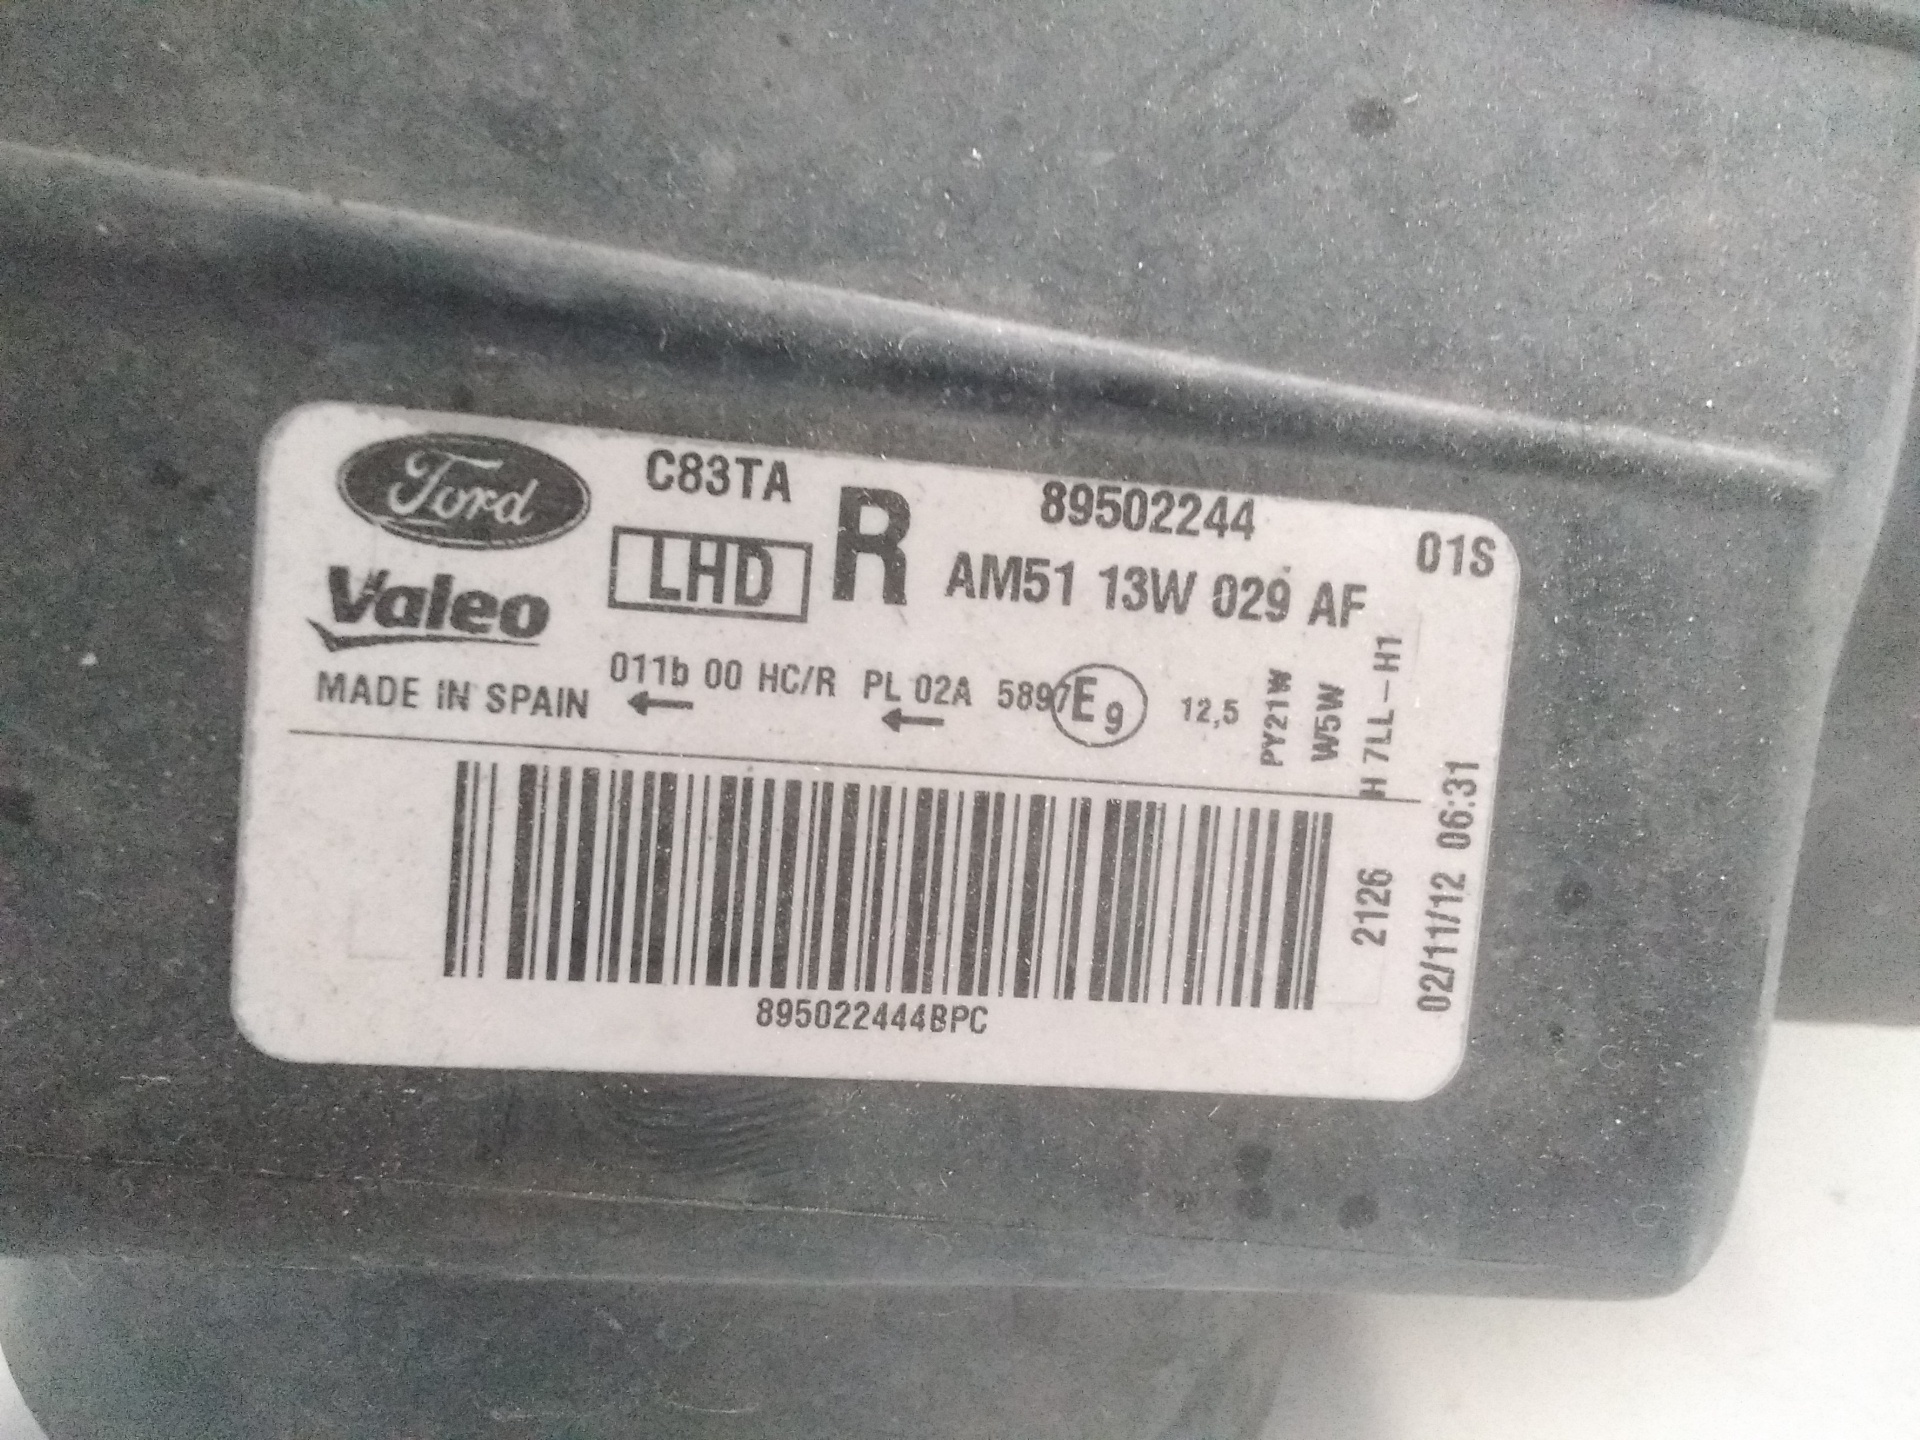 Ford C83TA R 89502244 01S
Valeo LHD AM51 13W 029 AF
MADE IN SPAIN 011b 00 HC/R PL 02A 5897 E9 12,5
PY21W
W5W
H 7LL-H1
2126
02/11/12 06:31
895022444BPC